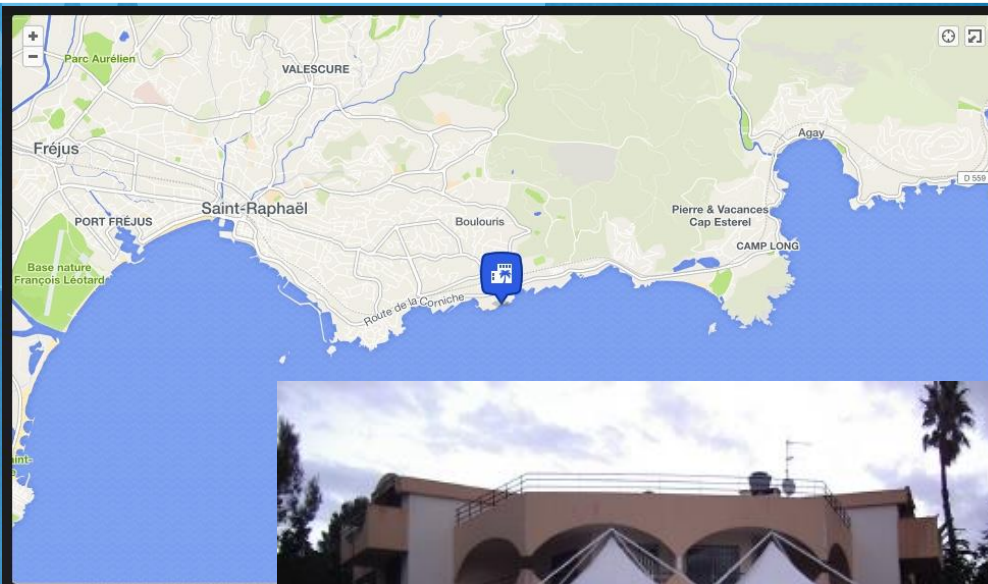 +
−
Parc Aurélien
VALESCURE
Agay
Fréjus
D 559
Saint-Raphaël
Pierre & Vacances
Cap Esterel
PORT FRÉJUS
Boulouris
CAMP LONG
Base nature
François Léotard
Route de la Corniche